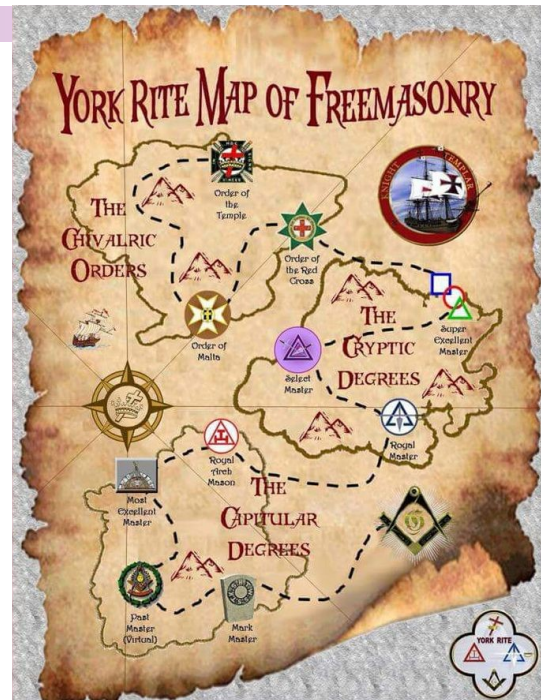 YORK RITE MAP OF FREEMASONRY
Order of
the
Temple
KNIGHT TEMPLAR
THE
CHIVALRIC
ORDERS
Order of
the Red
Cross
Order of
Malta
THE
CRYPTIC
DEGREES
Super
Excellent
Master
Select
Master
Royal
Master
Royal
Arch
Mason
Most
Excellent
Master
THE
CAPITULAR
DEGREES
G
Past
Master
(Virtual)
Mark
Master
YORK RITE